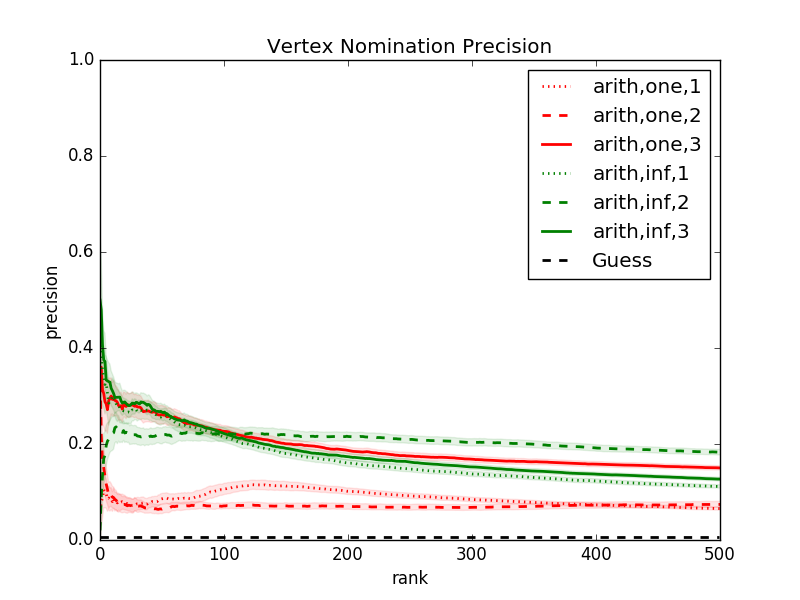 Vertex Nomination Precision
1.0
0.8
0.6
0.4
0.2
0.0
precision
arith,one,1
arith,one,2
arith,one,3
arith,inf,1
arith,inf,2
arith,inf,3
Guess
0 100 200 300 400 500
rank